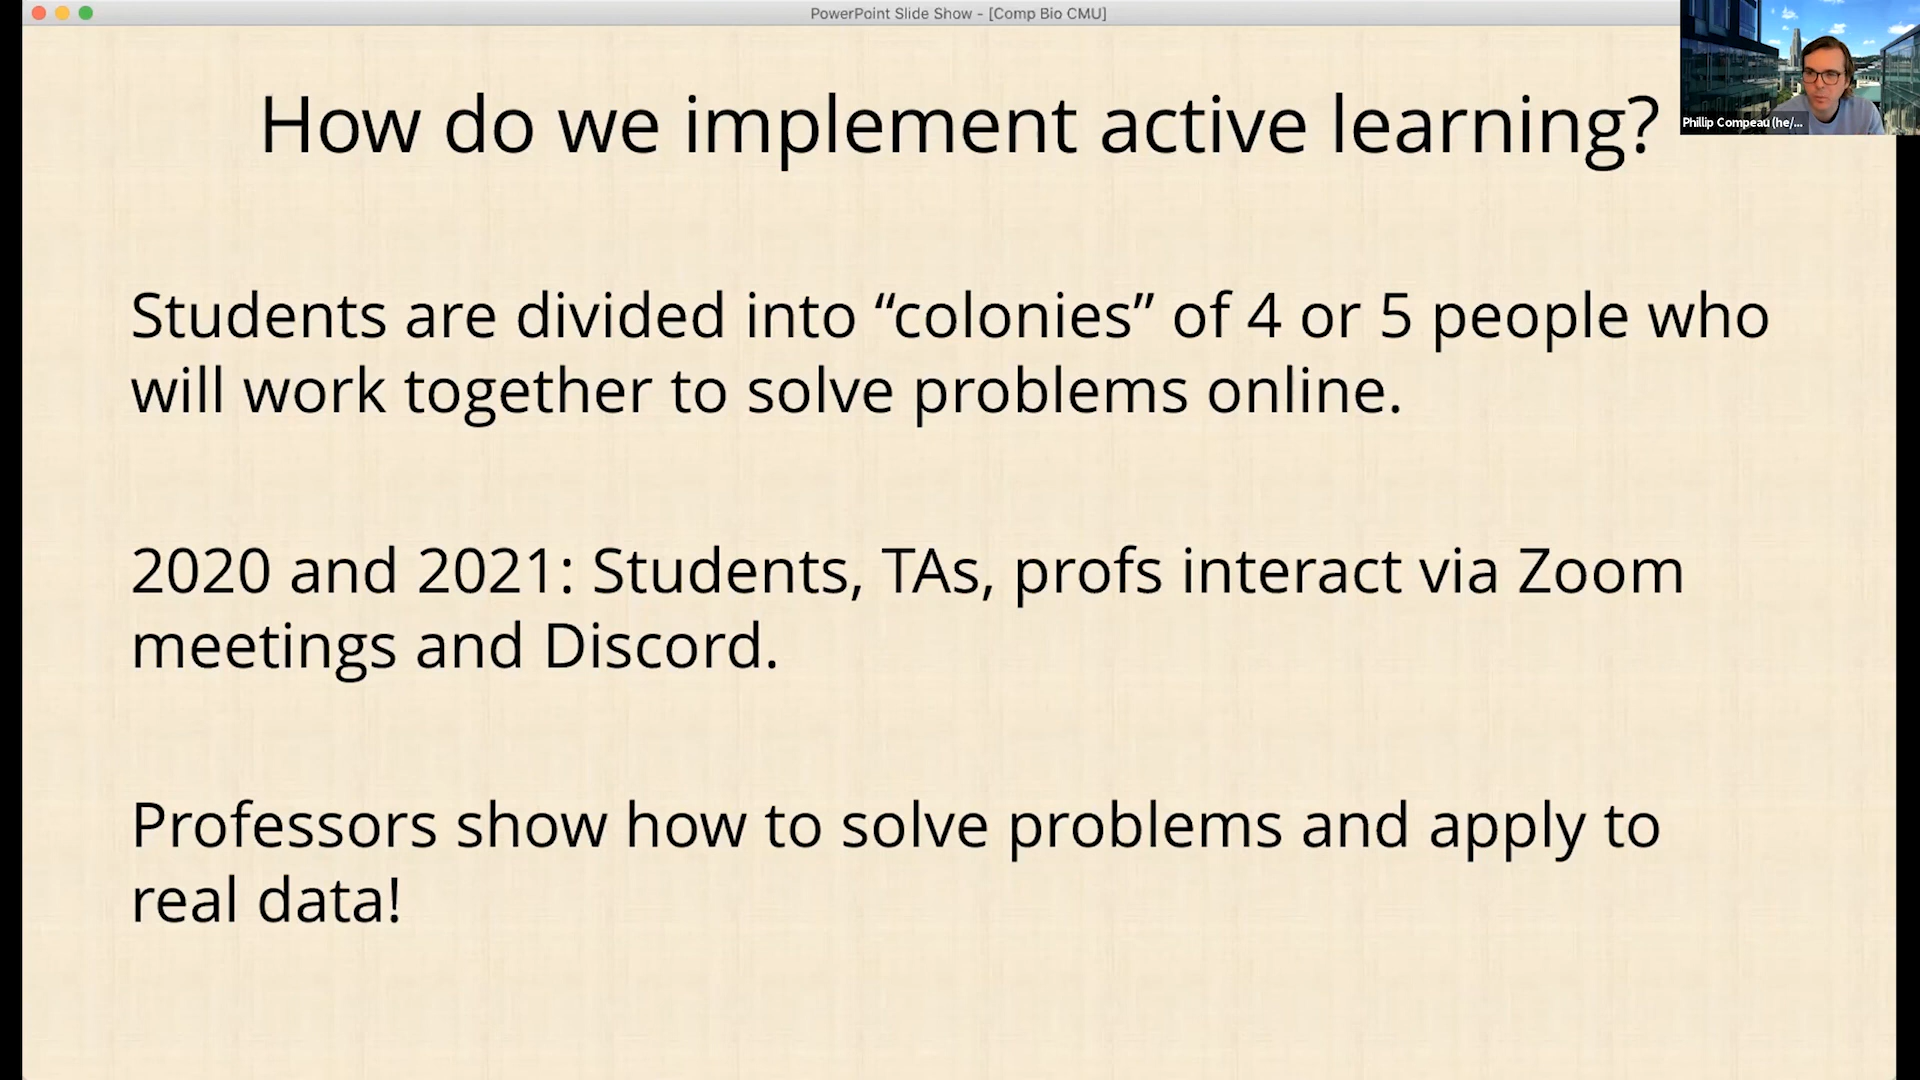 PowerPoint Slide Show - [Comp Bio CMU]
Phillip Compeau (he/...
How do we implement active learning?
Students are divided into “colonies” of 4 or 5 people who
will work together to solve problems online.
2020 and 2021: Students, TAs, profs interact via Zoom
meetings and Discord.
Professors show how to solve problems and apply to
real data!